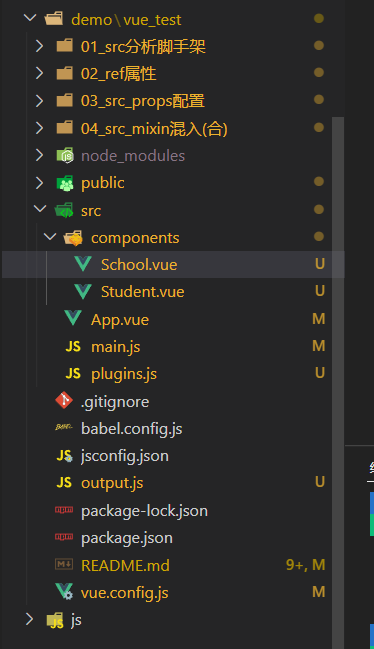 demo\vue_test
01_src分析脚手架
02_ref属性
03_src_props配置
04_src_mixin混入(合)
node_modules
public
src
components
School.vue U
Student.vue U
App.vue M
JS main.js M
JS plugins.js U
.gitignore
BABEL babel.config.js
JS jsconfig.json
JS output.js U
package-lock.json
package.json
README.md 9+, M
vue.config.js M
JS js